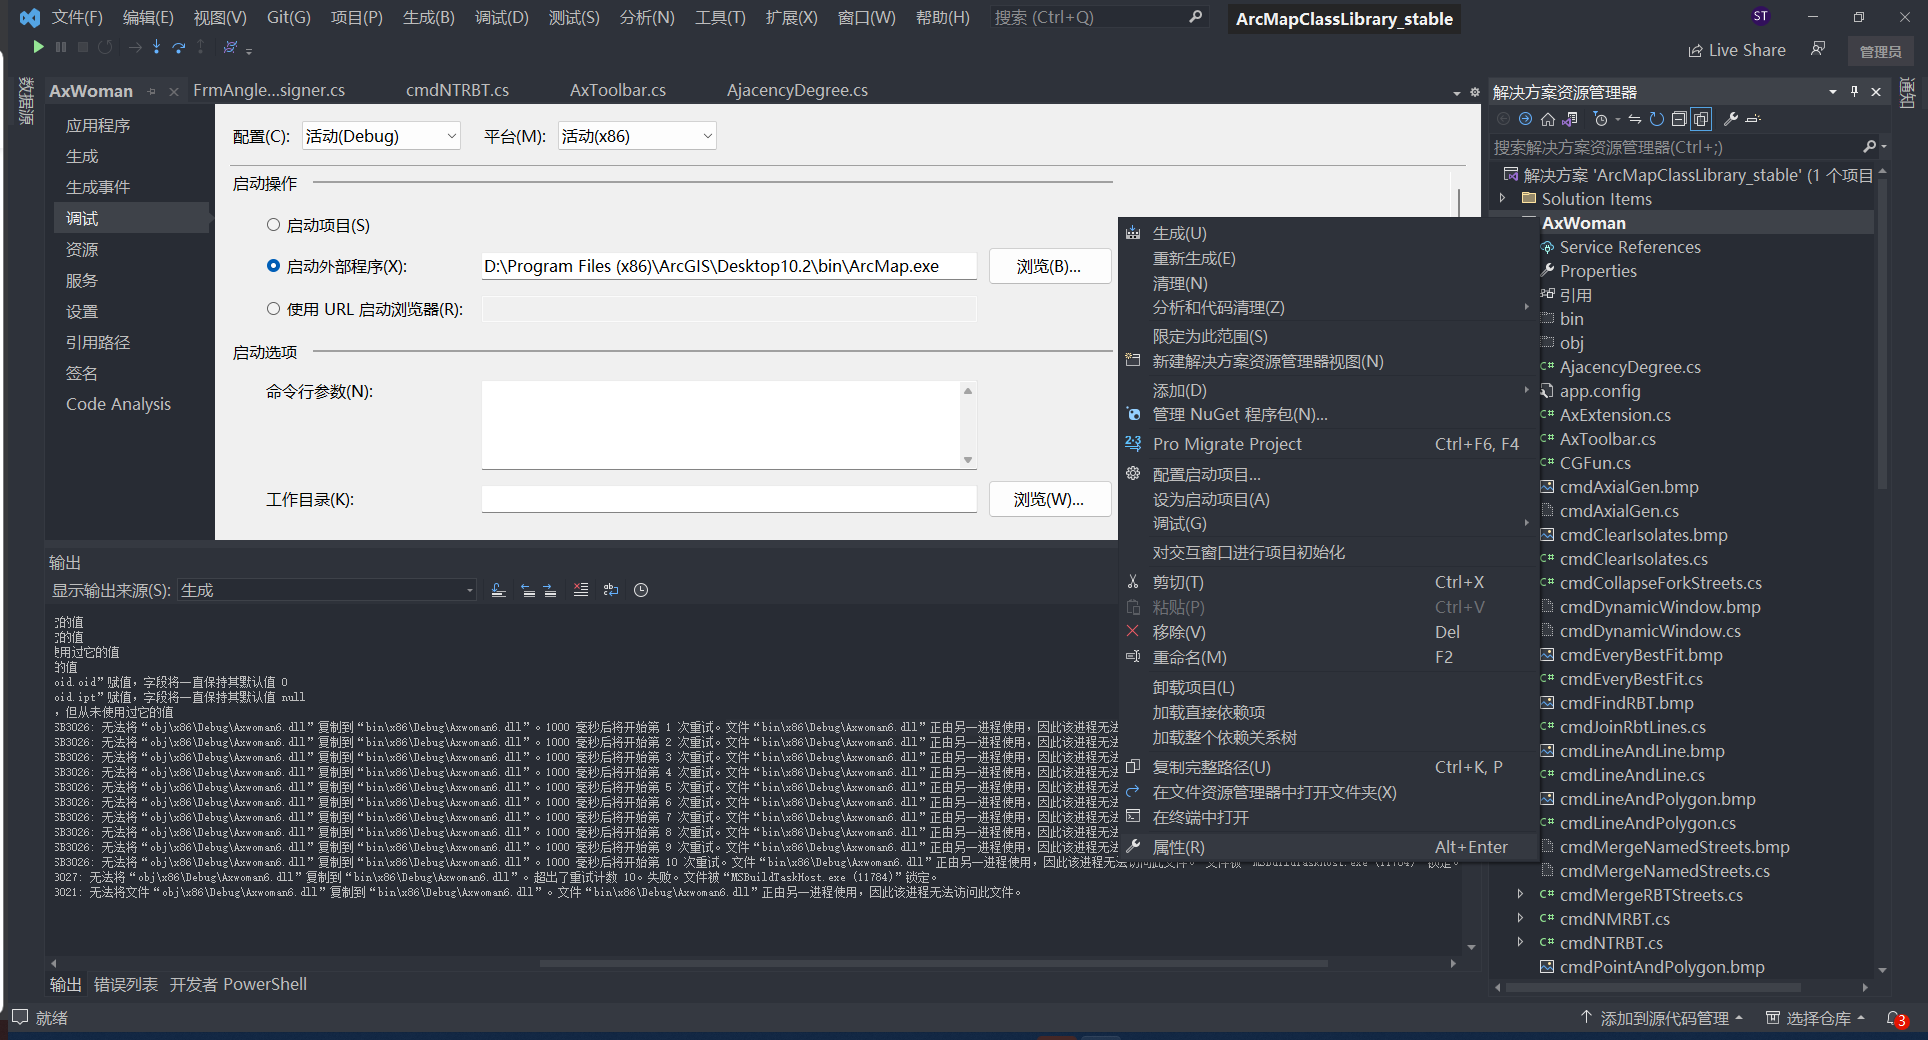 文件(F) 编辑(E) 视图(V) Git(G) 项目(P) 生成(B) 调试(D) 测试(S) 分析(N) 工具(T) 扩展(X) 窗口(W) 帮助(H) 搜索 (Ctrl+Q) ArcMapClassLibrary_stable ST
Live Share 管理员
数据源
AxWoman FrmAngle...signer.cs cmdNTRBT.cs AxToolbar.cs AjacencyDegree.cs
应用程序
生成
生成事件
调试
资源
服务
设置
引用路径
签名
Code Analysis
配置(C): 活动(Debug) 平台(M): 活动(x86)
启动操作
启动项目(S)
启动外部程序(X): D:\Program Files (x86)\ArcGIS\Desktop10.2\bin\ArcMap.exe 浏览(B)...
使用 URL 启动浏览器(R):
启动选项
命令行参数(N):
工作目录(K): 浏览(W)...
生成(U)
重新生成(E)
清理(N)
分析和代码清理(Z)
限定为此范围(S)
新建解决方案资源管理器视图(N)
添加(D)
管理 NuGet 程序包(N)...
Pro Migrate Project Ctrl+F6, F4
配置启动项目...
设为启动项目(A)
调试(G)
对交互窗口进行项目初始化
剪切(T) Ctrl+X
粘贴(P) Ctrl+V
移除(V) Del
重命名(M) F2
卸载项目(L)
加载直接依赖项
加载整个依赖关系树
复制完整路径(U) Ctrl+K, P
在文件资源管理器中打开文件夹(X)
在终端中打开
属性(R) Alt+Enter
解决方案资源管理器
通知
搜索解决方案资源管理器(Ctrl+;)
解决方案 'ArcMapClassLibrary_stable' (1 个项目
Solution Items
AxWoman
Service References
Properties
引用
bin
obj
AjacencyDegree.cs
app.config
AxExtension.cs
AxToolbar.cs
CGFun.cs
cmdAxialGen.bmp
cmdAxialGen.cs
cmdClearIsolates.bmp
cmdClearIsolates.cs
cmdCollapseForkStreets.cs
cmdDynamicWindow.bmp
cmdDynamicWindow.cs
cmdEveryBestFit.bmp
cmdEveryBestFit.cs
cmdFindRBT.bmp
cmdJoinRbtLines.cs
cmdLineAndLine.bmp
cmdLineAndLine.cs
cmdLineAndPolygon.bmp
cmdLineAndPolygon.cs
cmdMergeNamedStreets.bmp
cmdMergeNamedStreets.cs
cmdMergeRBTStreets.cs
cmdNMRBT.cs
cmdNTRBT.cs
cmdPointAndPolygon.bmp
输出
显示输出来源(S): 生成
的值
的值
使用过它的值
的值
oid.oid”赋值，字段将一直保持其默认值 0
oid.ipt”赋值，字段将一直保持其默认值 null
，但从未使用过它的值
SB3026: 无法将“obj\x86\Debug\Axwoman6.dll”复制到“bin\x86\Debug\Axwoman6.dll”。1000 毫秒后将开始第 1 次重试。文件“bin\x86\Debug\Axwoman6.dll”正由另一进程使用，因此该进程无法
SB3026: 无法将“obj\x86\Debug\Axwoman6.dll”复制到“bin\x86\Debug\Axwoman6.dll”。1000 毫秒后将开始第 2 次重试。文件“bin\x86\Debug\Axwoman6.dll”正由另一进程使用，因此该进程无法
SB3026: 无法将“obj\x86\Debug\Axwoman6.dll”复制到“bin\x86\Debug\Axwoman6.dll”。1000 毫秒后将开始第 3 次重试。文件“bin\x86\Debug\Axwoman6.dll”正由另一进程使用，因此该进程无法
SB3026: 无法将“obj\x86\Debug\Axwoman6.dll”复制到“bin\x86\Debug\Axwoman6.dll”。1000 毫秒后将开始第 4 次重试。文件“bin\x86\Debug\Axwoman6.dll”正由另一进程使用，因此该进程无法
SB3026: 无法将“obj\x86\Debug\Axwoman6.dll”复制到“bin\x86\Debug\Axwoman6.dll”。1000 毫秒后将开始第 5 次重试。文件“bin\x86\Debug\Axwoman6.dll”正由另一进程使用，因此该进程无法
SB3026: 无法将“obj\x86\Debug\Axwoman6.dll”复制到“bin\x86\Debug\Axwoman6.dll”。1000 毫秒后将开始第 6 次重试。文件“bin\x86\Debug\Axwoman6.dll”正由另一进程使用，因此该进程无法
SB3026: 无法将“obj\x86\Debug\Axwoman6.dll”复制到“bin\x86\Debug\Axwoman6.dll”。1000 毫秒后将开始第 7 次重试。文件“bin\x86\Debug\Axwoman6.dll”正由另一进程使用，因此该进程无法
SB3026: 无法将“obj\x86\Debug\Axwoman6.dll”复制到“bin\x86\Debug\Axwoman6.dll”。1000 毫秒后将开始第 8 次重试。文件“bin\x86\Debug\Axwoman6.dll”正由另一进程使用，因此该进程无法
SB3026: 无法将“obj\x86\Debug\Axwoman6.dll”复制到“bin\x86\Debug\Axwoman6.dll”。1000 毫秒后将开始第 9 次重试。文件“bin\x86\Debug\Axwoman6.dll”正由另一进程使用，因此该进程无法
SB3026: 无法将“obj\x86\Debug\Axwoman6.dll”复制到“bin\x86\Debug\Axwoman6.dll”。1000 毫秒后将开始第 10 次重试。文件“bin\x86\Debug\Axwoman6.dll”正由另一进程使用，因此该进程无法访问此文件。 文件被“MSBuildTaskHost.exe (11784)”锁定。
3027: 无法将“obj\x86\Debug\Axwoman6.dll”复制到“bin\x86\Debug\Axwoman6.dll”。超出了重试计数 10。失败。文件被“MSBuildTaskHost.exe (11784)”锁定。
3021: 无法将文件“obj\x86\Debug\Axwoman6.dll”复制到“bin\x86\Debug\Axwoman6.dll”。文件“bin\x86\Debug\Axwoman6.dll”正由另一进程使用，因此该进程无法访问此文件。
输出 错误列表 开发者 PowerShell
就绪 添加到源代码管理 选择仓库 3